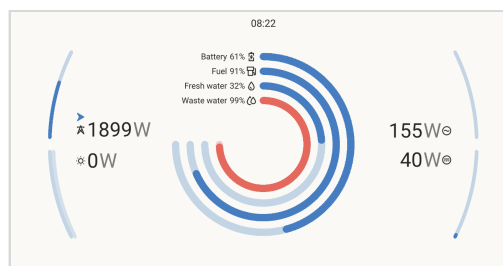 08:22
Battery 61%
Fuel 91%
Fresh water 32%
Waste water 99%
1899W
0W
155W
40W